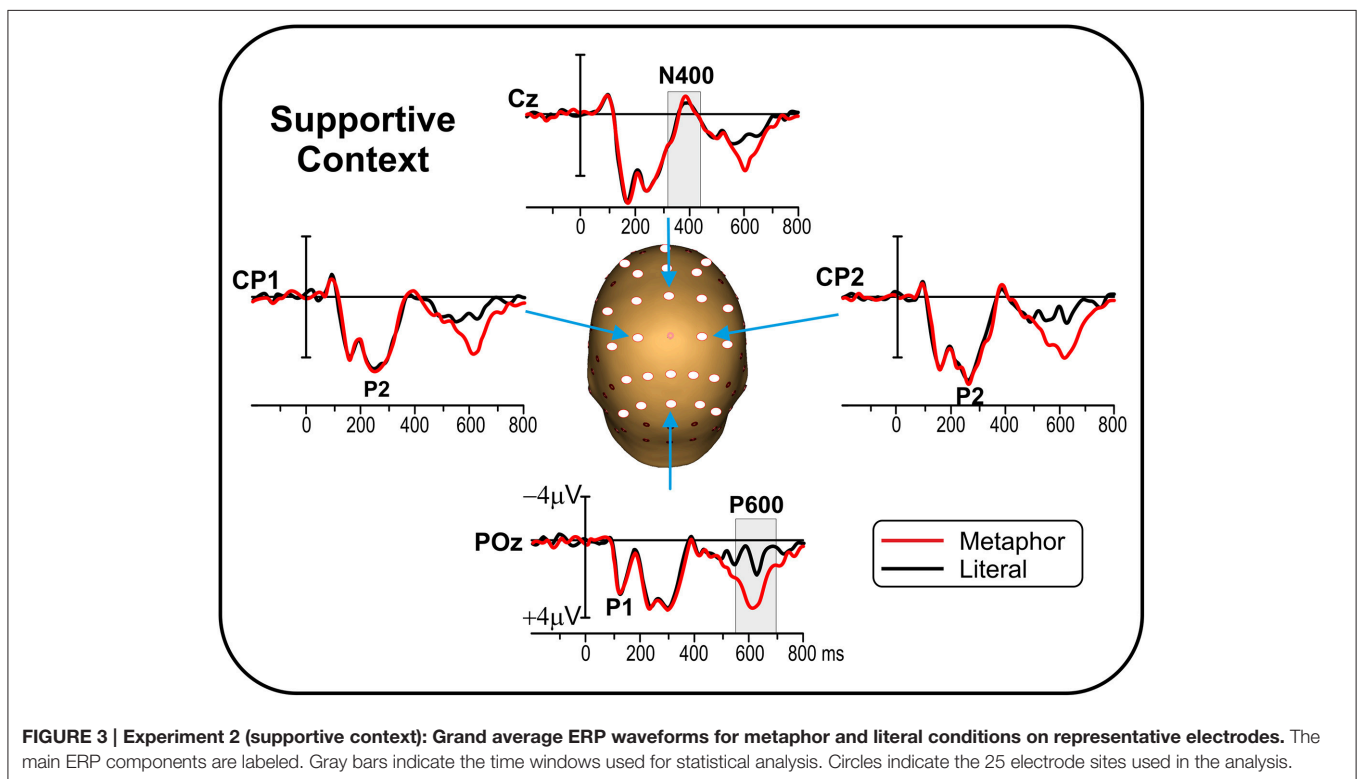 Supportive
Context
N400
Cz
0 200 400 600 800
CP1
P2
0 200 400 600 800
CP2
P2
0 200 400 600 800
−4µV
P600
POz
P1
+4µV
0 200 400 600 800 ms
Metaphor
Literal
FIGURE 3 | Experiment 2 (supportive context): Grand average ERP waveforms for metaphor and literal conditions on representative electrodes. The
main ERP components are labeled. Gray bars indicate the time windows used for statistical analysis. Circles indicate the 25 electrode sites used in the analysis.